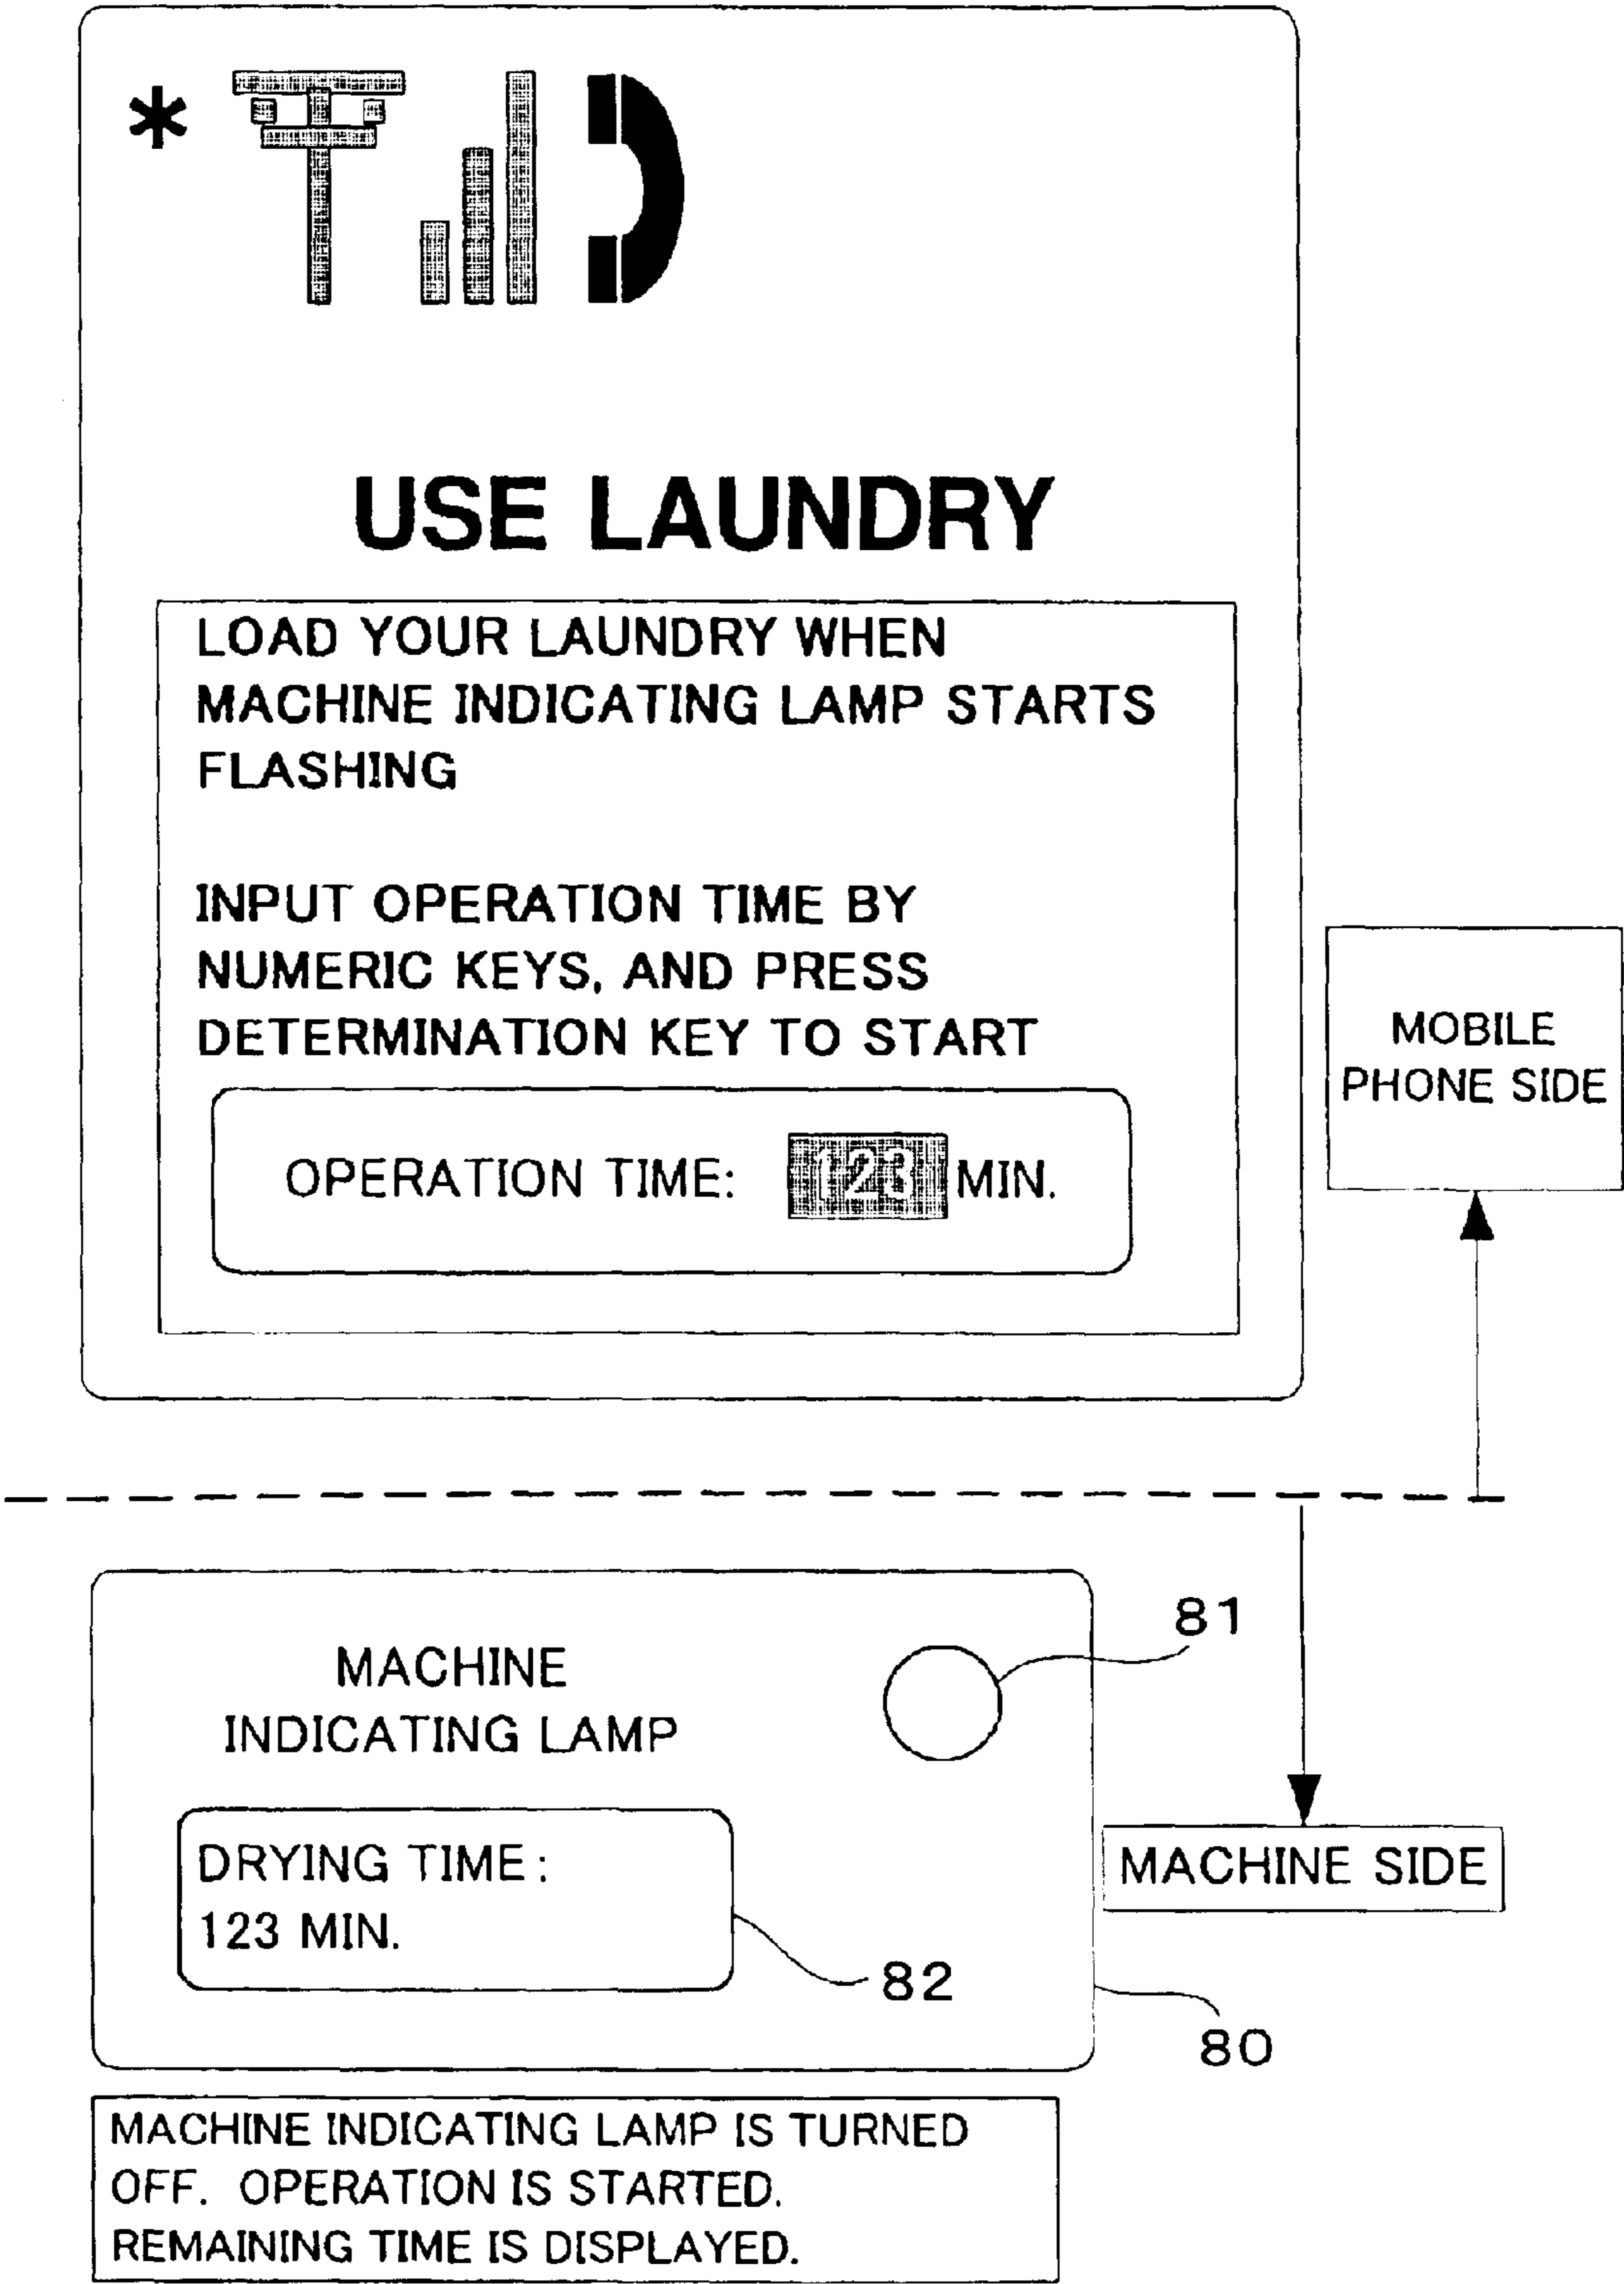 *
USE LAUNDRY
LOAD YOUR LAUNDRY WHEN
MACHINE INDICATING LAMP STARTS
FLASHING
INPUT OPERATION TIME BY
NUMERIC KEYS, AND PRESS
DETERMINATION KEY TO START
OPERATION TIME: 123 MIN.
MOBILE
PHONE SIDE
81
MACHINE
INDICATING LAMP
DRYING TIME:
123 MIN.
MACHINE SIDE
82
80
MACHINE INDICATING LAMP IS TURNED
OFF. OPERATION IS STARTED.
REMAINING TIME IS DISPLAYED.